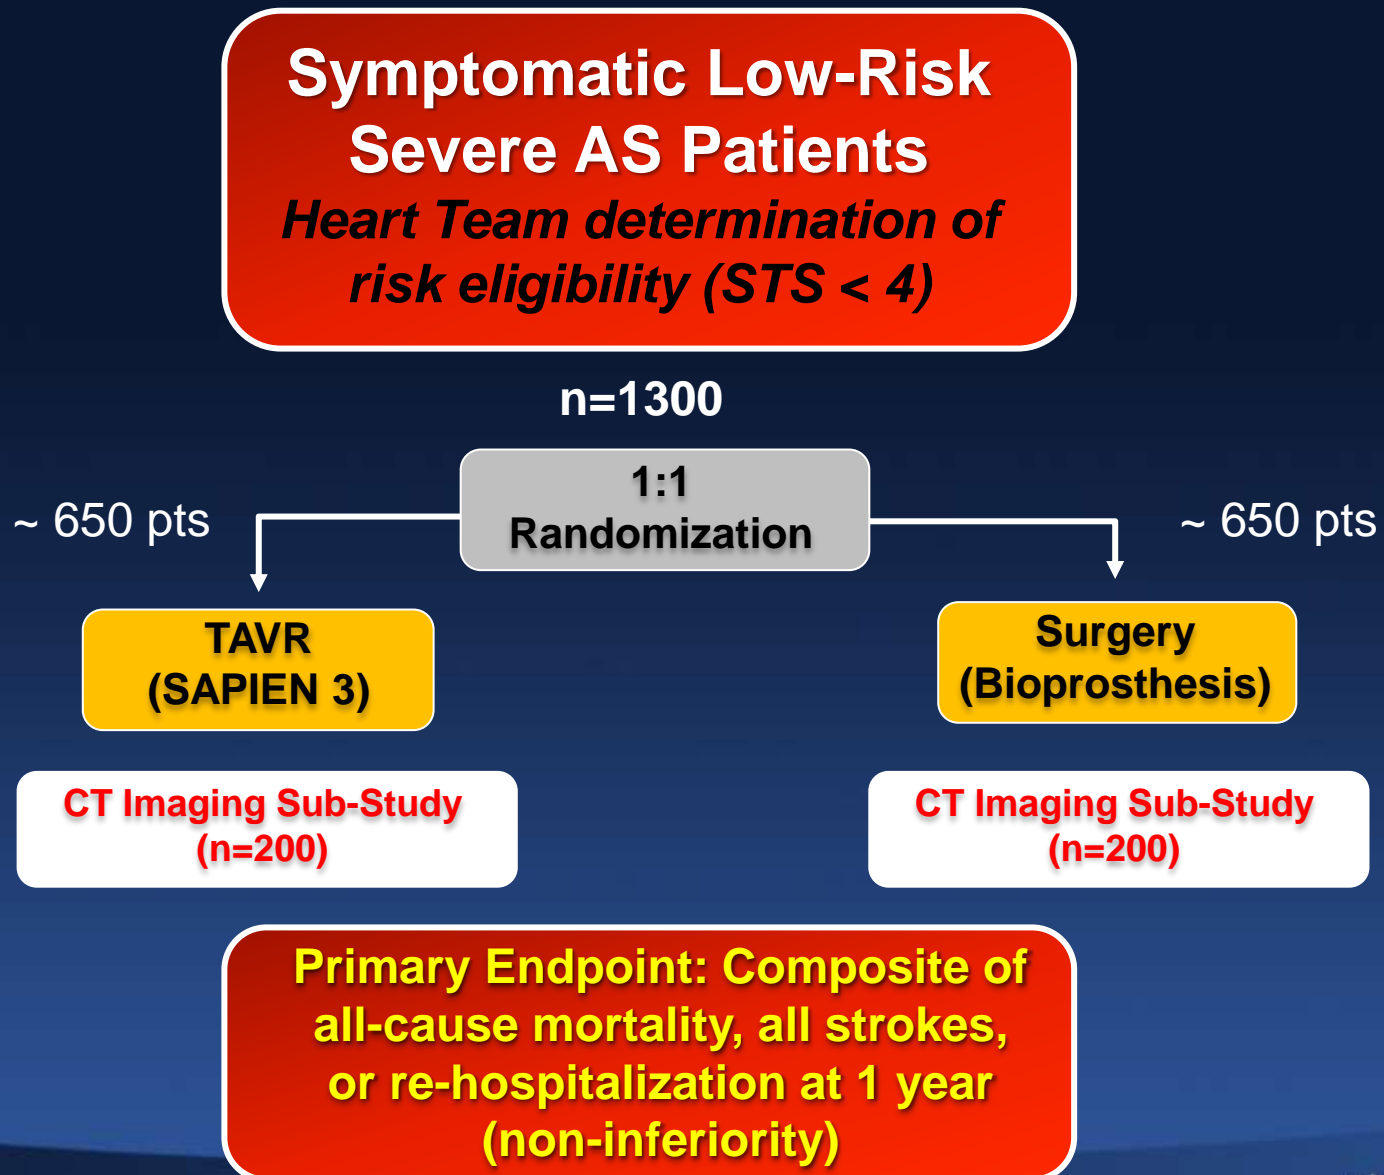 Symptomatic Low-Risk
Severe AS Patients
Heart Team determination of
risk eligibility (STS < 4)
n=1300
1:1
Randomization
~ 650 pts
~ 650 pts
TAVR
(SAPIEN 3)
Surgery
(Bioprosthesis)
CT Imaging Sub-Study
(n=200)
CT Imaging Sub-Study
(n=200)
Primary Endpoint: Composite of
all-cause mortality, all strokes,
or re-hospitalization at 1 year
(non-inferiority)